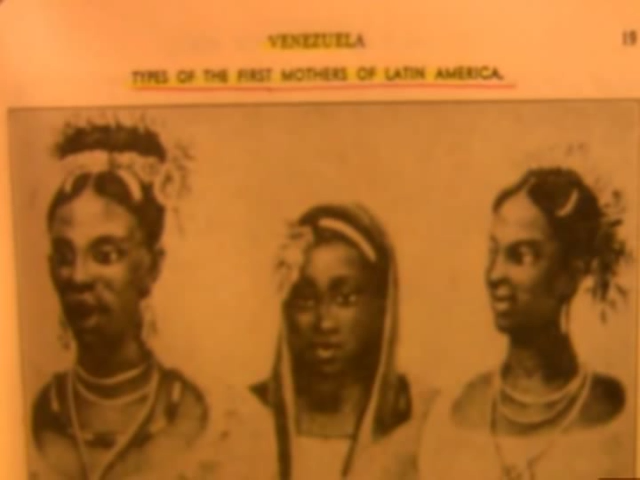 VENEZUELA
19
TYPES OF THE FIRST MOTHERS OF LATIN AMERICA.